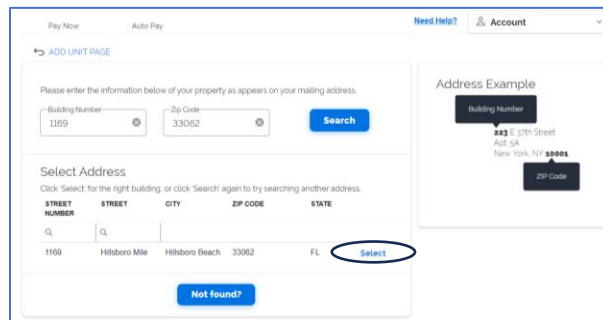 Pay Now Auto Pay Need Help? Account
ADD UNIT PAGE
Please enter the information below of your property as appears on your mailing address.
Building Number Zip Code
1169 33062 Search
Select Address
Click 'Select' for the right building, or click 'Search' again to try searching another address.
STREET NUMBER STREET CITY ZIP CODE STATE
1169 Hillsboro Mile Hillsboro Beach 33062 FL Select
Not found?
Address Example
Building Number
223 E 37th Street
Apt. 5A
New York, NY 10001
ZIP Code